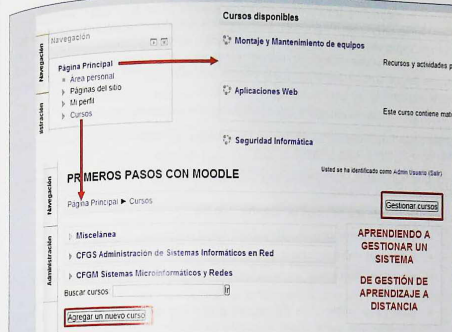 Cursos disponibles
Navegación
Navegación
Página Principal
Área personal
Páginas del sitio
Mi perfil
Cursos
Montaje y Mantenimiento de equipos
Recursos y actividades
Aplicaciones Web
Este curso contiene
Seguridad Informática
Navegación
PRIMEROS PASOS CON MOODLE
Usted se ha identificado como Admin Usuario (Salir)
Página Principal ► Cursos
Gestionar cursos
Administración
Miscelánea
CFGS Administración de Sistemas Informáticos en Red
CFGM Sistemas Microinformáticos y Redes
Buscar cursos
Ir
Agregar un nuevo curso
APRENDIENDO A
GESTIONAR UN
SISTEMA
DE GESTIÓN DE
APRENDIZAJE A
DISTANCIA